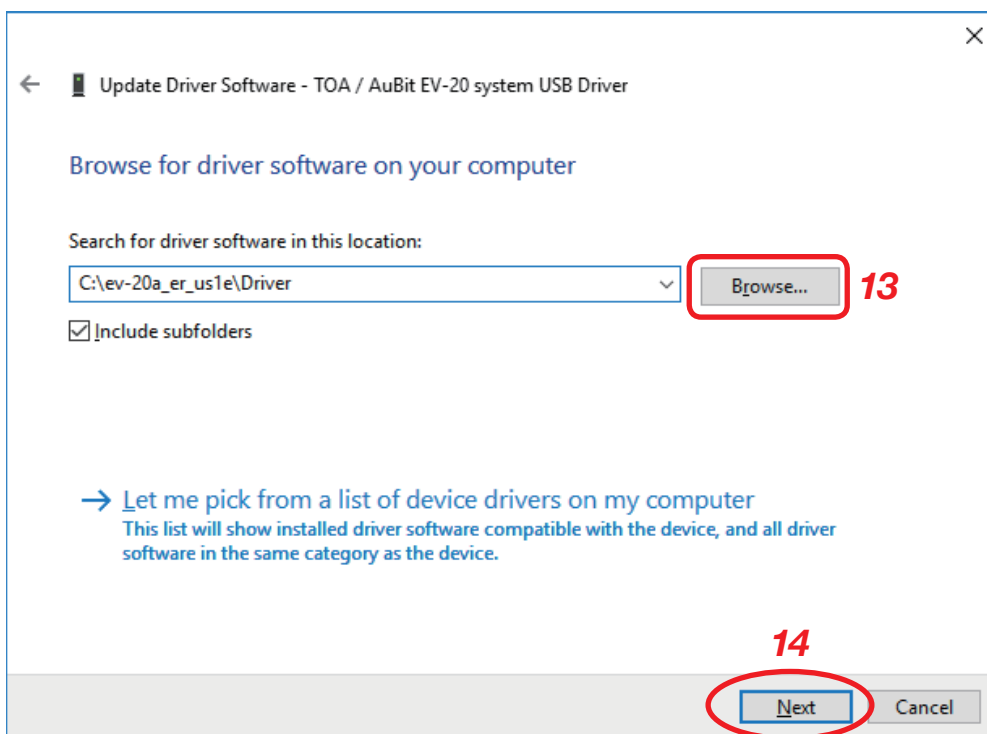 Update Driver Software - TOA / AuBit EV-20 system USB Driver
Browse for driver software on your computer
Search for driver software in this location:
C:\ev-20a_er_us1e\Driver
Browse...
13
Include subfolders
Let me pick from a list of device drivers on my computer
This list will show installed driver software compatible with the device, and all driver
software in the same category as the device.
14
Next
Cancel